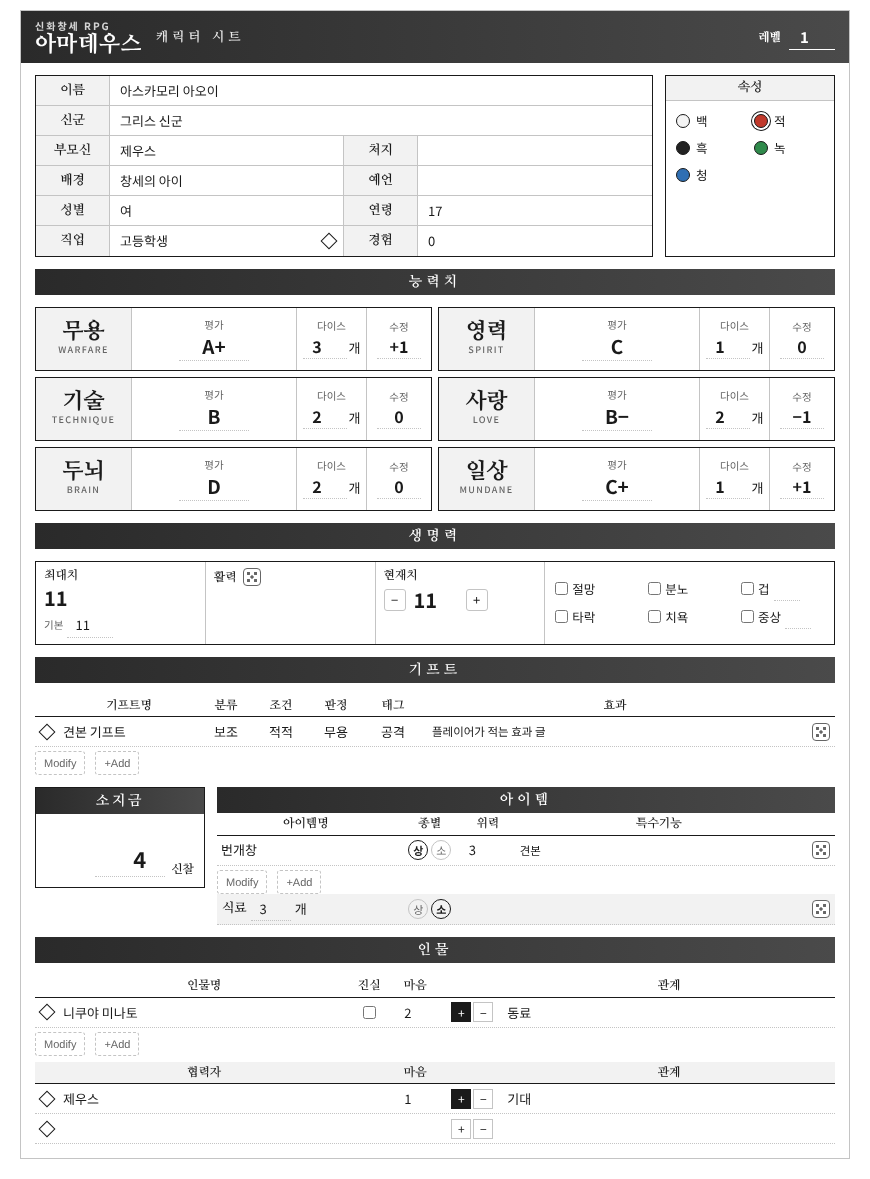 신화창세 RPG
아마데우스 캐릭터 시트 레벨 1
이름 아스카모리 아오이
신군 그리스 신군
부모신 제우스 처지
배경 창세의 아이 예언
성별 여 연령 17
직업 고등학생 경험 0
속성
백 적
흑 녹
청
능력치
무용 WARFARE 평가 A+ 다이스 3 개 수정 +1
영력 SPIRIT 평가 C 다이스 1 개 수정 0
기술 TECHNIQUE 평가 B 다이스 2 개 수정 0
사랑 LOVE 평가 B− 다이스 2 개 수정 −1
두뇌 BRAIN 평가 D 다이스 2 개 수정 0
일상 MUNDANE 평가 C+ 다이스 1 개 수정 +1
생명력
최대치 활력 현재치
11 − 11 +
기본 11
절망 분노 겁
타락 치욕 중상
기프트
기프트명 분류 조건 판정 태그 효과
견본 기프트 보조 적적 무용 공격 플레이어가 적는 효과 글
Modify +Add
소지금
4 신찰
아이템
아이템명 종별 위력 특수기능
번개창 상 소 3 견본
Modify +Add
식료 3 개 상 소
인물
인물명 진실 마음 관계
니쿠야 미나토 2 + − 동료
Modify +Add
협력자 마음 관계
제우스 1 + − 기대
+ −